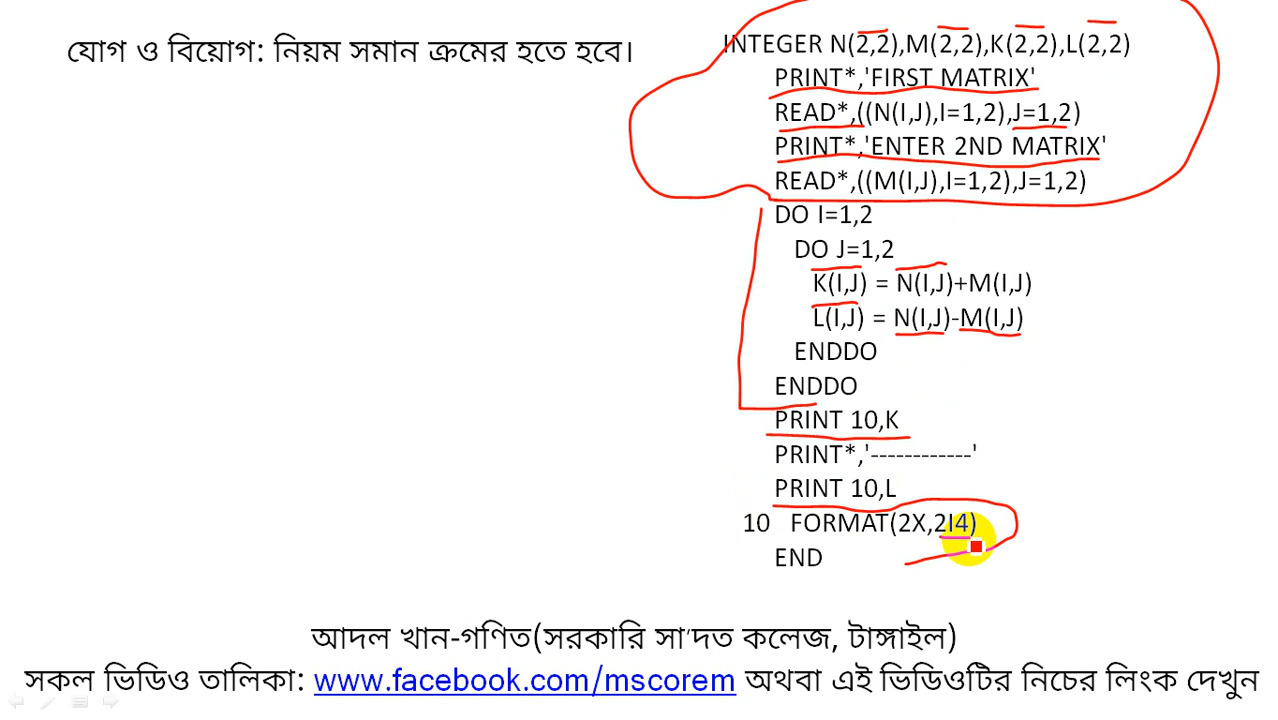 যোগ ও বিয়োগ: নিয়ম সমান ক্রমের হতে হবে।
INTEGER N(2,2),M(2,2),K(2,2),L(2,2)
PRINT*,'FIRST MATRIX'
READ*,((N(I,J),I=1,2),J=1,2)
PRINT*,'ENTER 2ND MATRIX'
READ*,((M(I,J),I=1,2),J=1,2)
DO I=1,2
DO J=1,2
K(I,J) = N(I,J)+M(I,J)
L(I,J) = N(I,J)-M(I,J)
ENDDO
ENDDO
PRINT 10,K
PRINT*,'------------'
PRINT 10,L
10 FORMAT(2X,2I4)
END
আদল খান-গণিত(সরকারি সা’দত কলেজ, টাঙ্গাইল)
সকল ভিডিও তালিকা: www.facebook.com/mscorem অথবা এই ভিডিওটির নিচের লিংক দেখুন